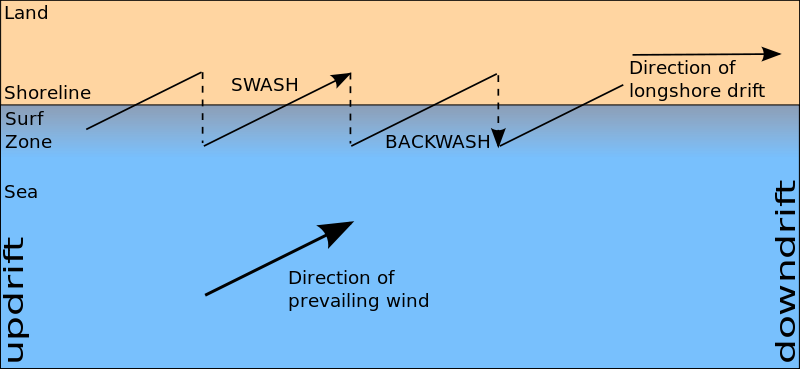 Land
SWASH
Direction of
longshore drift
Shoreline
Surf
Zone
BACKWASH
Sea
updrift
Direction of
prevailing wind
downdrift